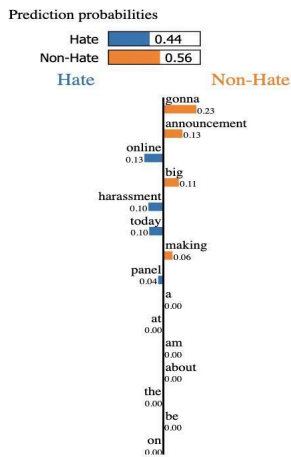 Prediction probabilities
Hate 0.44
Non-Hate 0.56
Hate Non-Hate
gonna
0.23
announcement
0.13
online
0.13
big
0.11
harassment
0.10
today
0.10
making
0.06
panel
0.04
a
0.00
at
0.00
am
0.00
about
0.00
the
0.00
be
0.00
on
0.00